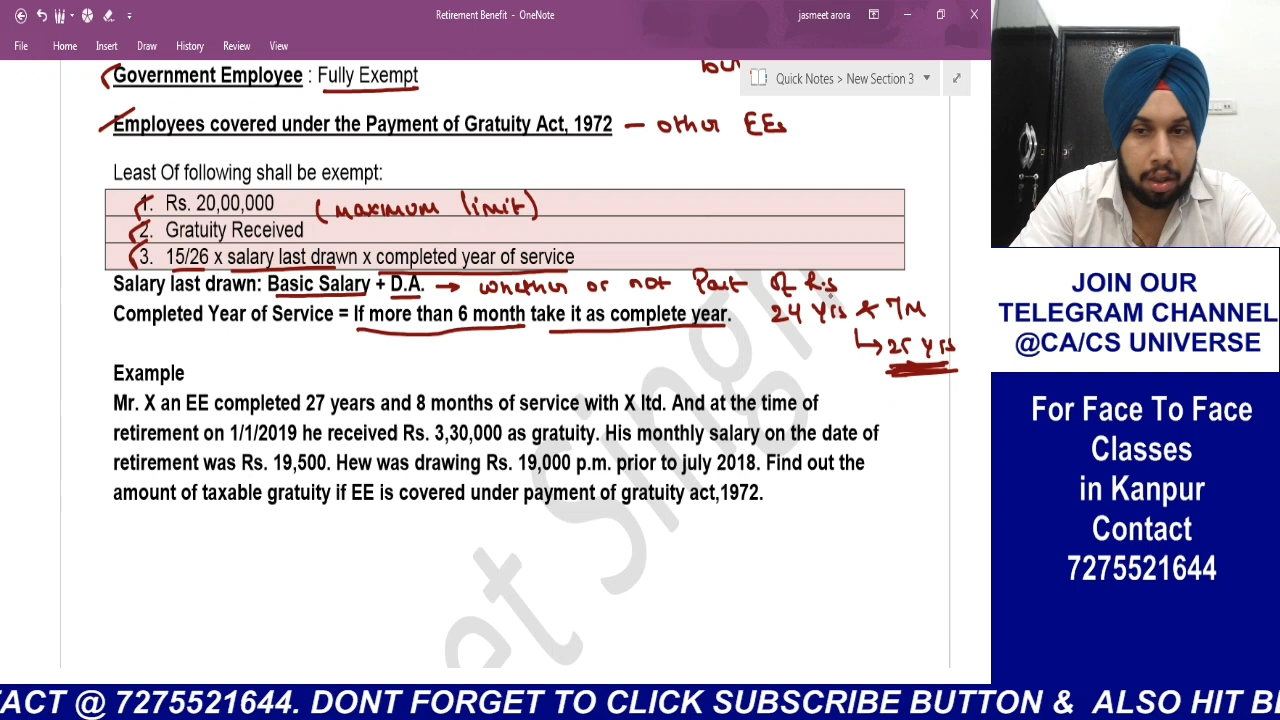 Retirement Benefit - OneNote
jasmeet arora
File Home Insert Draw History Review View
Quick Notes > New Section 3
Government Employee : Fully Exempt
Employees covered under the Payment of Gratuity Act, 1972 — other EEs
Least Of following shall be exempt:
1. Rs. 20,00,000 (maximum limit)
2. Gratuity Received
3. 15/26 x salary last drawn x completed year of service
Salary last drawn: Basic Salary + D.A. → whether or not Part of his
Completed Year of Service = If more than 6 month take it as complete year. 24 Yrs & 7M
→ 25 Yrs
Example
Mr. X an EE completed 27 years and 8 months of service with X ltd. And at the time of
retirement on 1/1/2019 he received Rs. 3,30,000 as gratuity. His monthly salary on the date of
retirement was Rs. 19,500. Hew was drawing Rs. 19,000 p.m. prior to july 2018. Find out the
amount of taxable gratuity if EE is covered under payment of gratuity act,1972.
et Singh
JOIN OUR
TELEGRAM CHANNEL
@CA/CS UNIVERSE
For Face To Face
Classes
in Kanpur
Contact
7275521644
TACT @ 7275521644. DONT FORGET TO CLICK SUBSCRIBE BUTTON & ALSO HIT BE